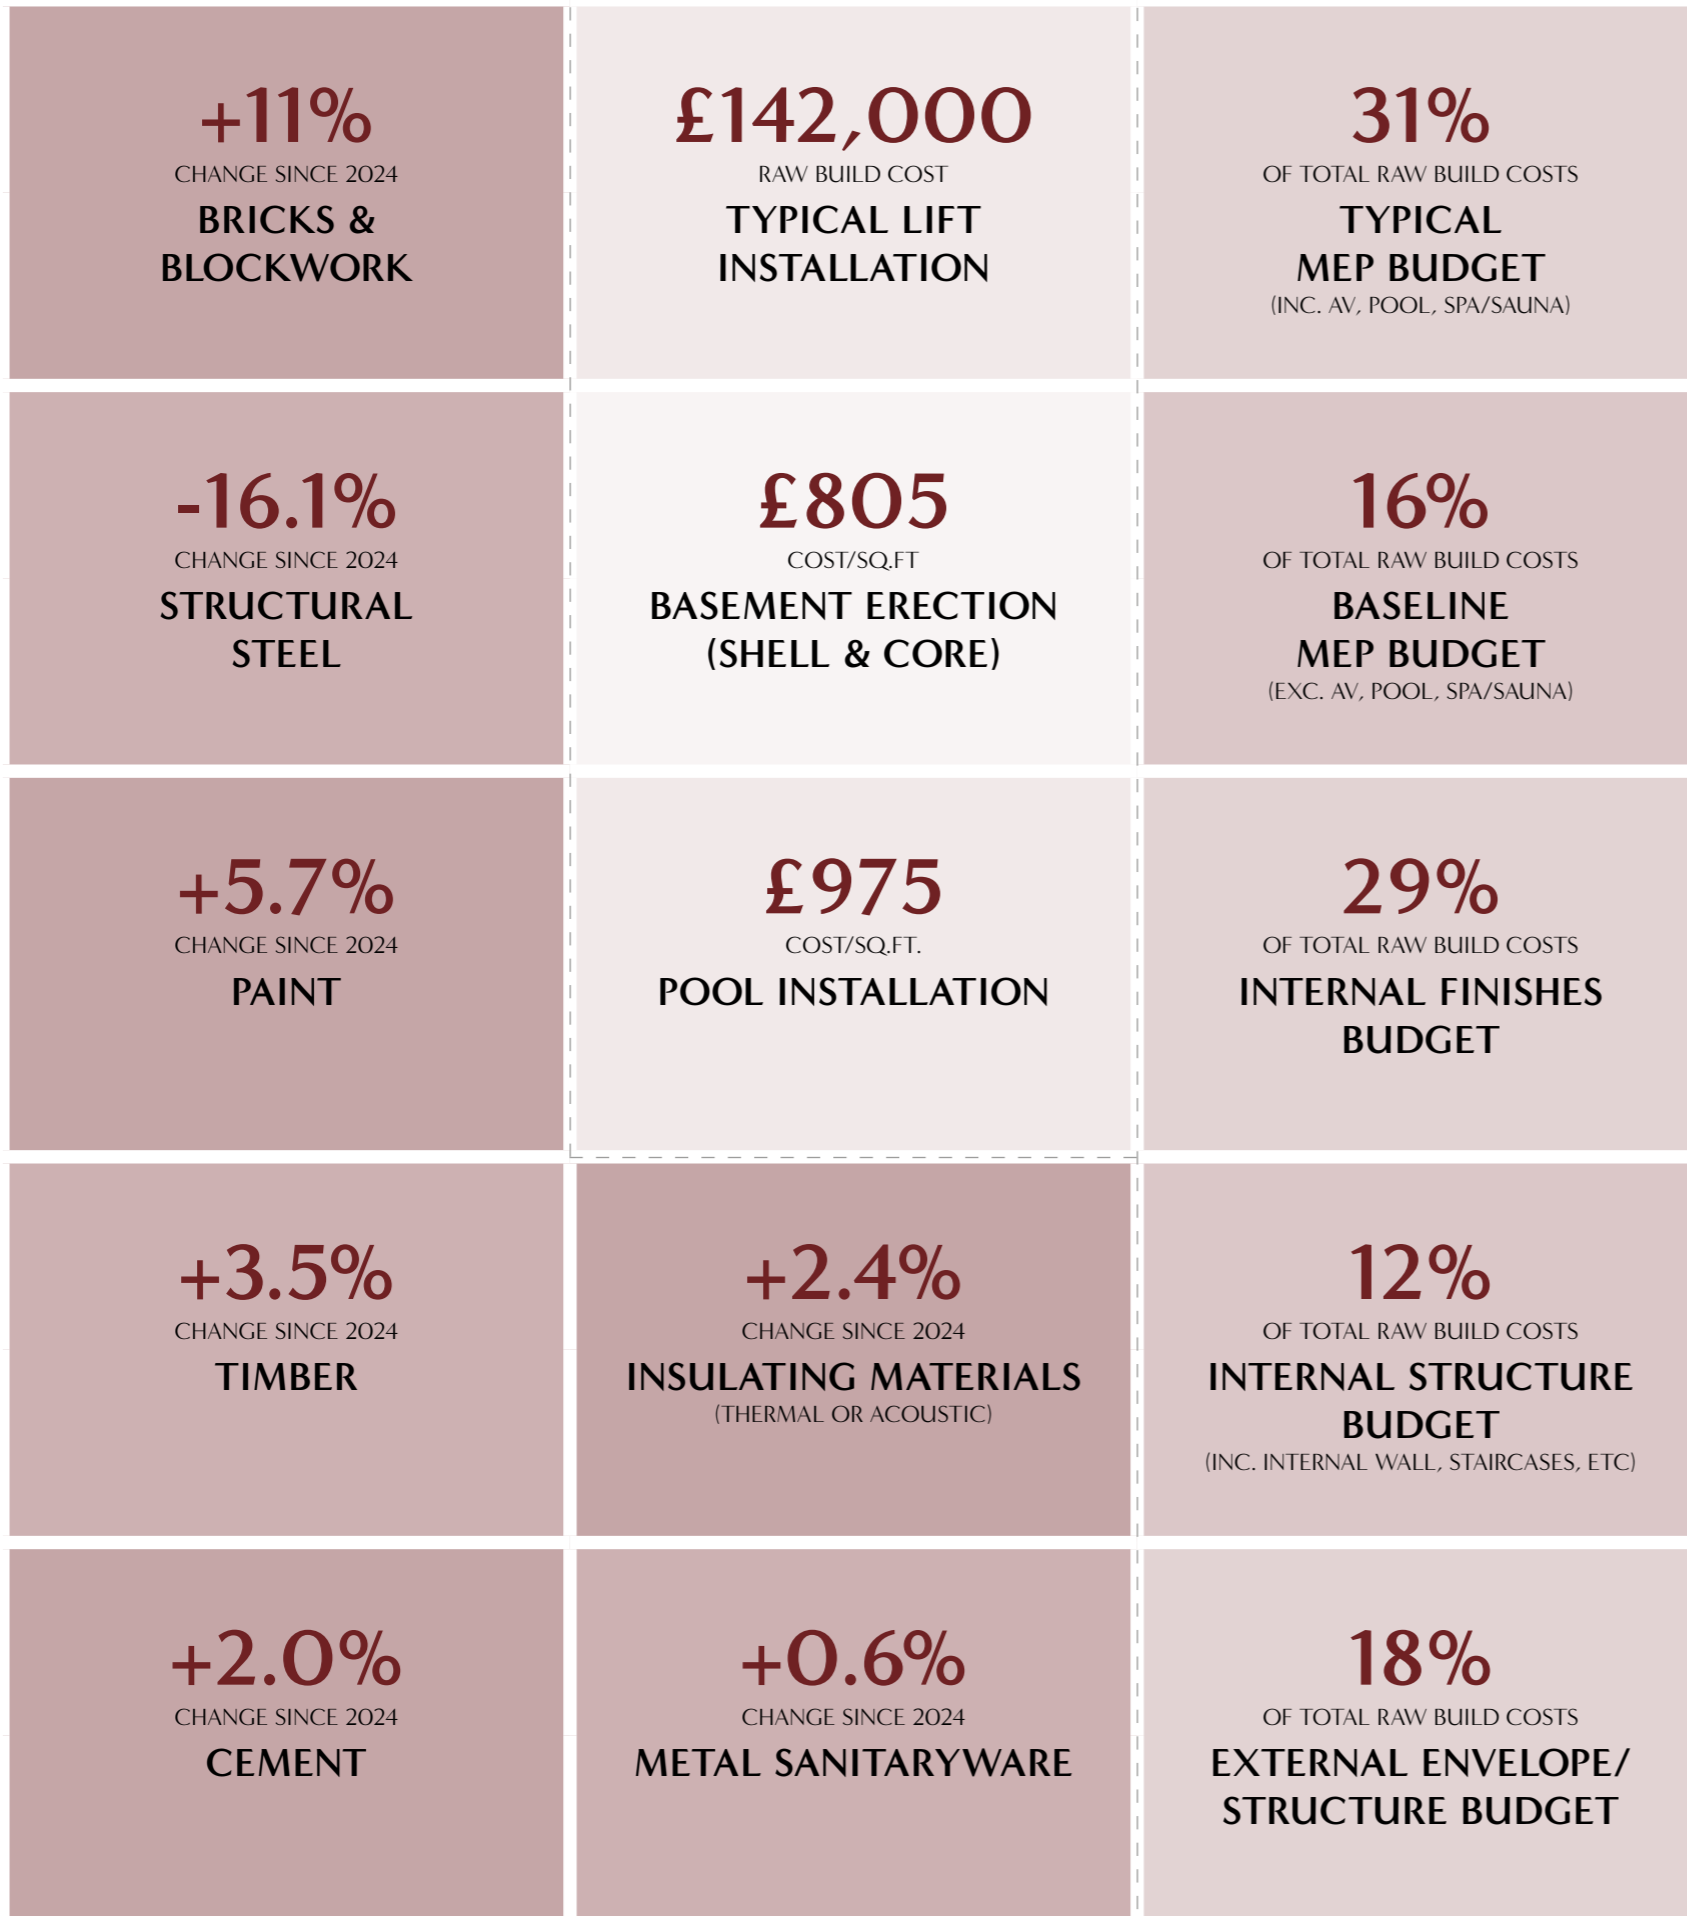 +11%
CHANGE SINCE 2024
BRICKS &
BLOCKWORK
£142,000
RAW BUILD COST
TYPICAL LIFT
INSTALLATION
31%
OF TOTAL RAW BUILD COSTS
TYPICAL
MEP BUDGET
(INC. AV, POOL, SPA/SAUNA)
-16.1%
CHANGE SINCE 2024
STRUCTURAL
STEEL
£805
COST/SQ.FT
BASEMENT ERECTION
(SHELL & CORE)
16%
OF TOTAL RAW BUILD COSTS
BASELINE
MEP BUDGET
(EXC. AV, POOL, SPA/SAUNA)
+5.7%
CHANGE SINCE 2024
PAINT
£975
COST/SQ.FT.
POOL INSTALLATION
29%
OF TOTAL RAW BUILD COSTS
INTERNAL FINISHES
BUDGET
+3.5%
CHANGE SINCE 2024
TIMBER
+2.4%
CHANGE SINCE 2024
INSULATING MATERIALS
(THERMAL OR ACOUSTIC)
12%
OF TOTAL RAW BUILD COSTS
INTERNAL STRUCTURE
BUDGET
(INC. INTERNAL WALL, STAIRCASES, ETC)
+2.0%
CHANGE SINCE 2024
CEMENT
+0.6%
CHANGE SINCE 2024
METAL SANITARYWARE
18%
OF TOTAL RAW BUILD COSTS
EXTERNAL ENVELOPE/
STRUCTURE BUDGET